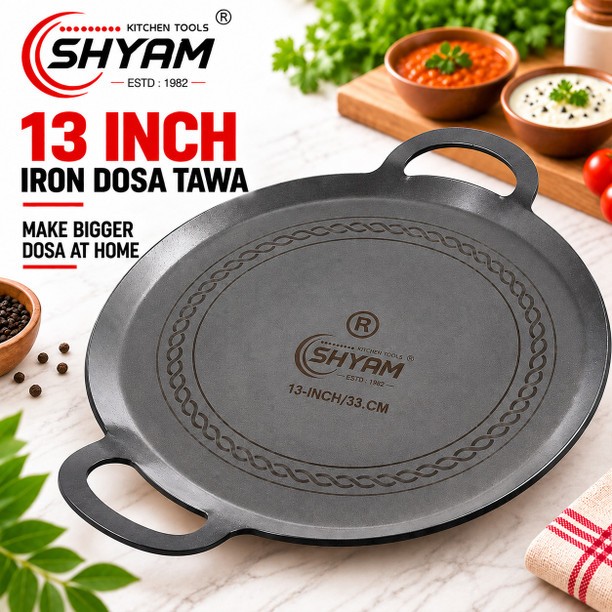 KITCHEN TOOLS ®
SHYAM
ESTD : 1982
13 INCH
IRON DOSA TAWA
MAKE BIGGER
DOSA AT HOME
®
KITCHEN TOOLS ®
SHYAM
ESTD : 1982
13-INCH/33.CM